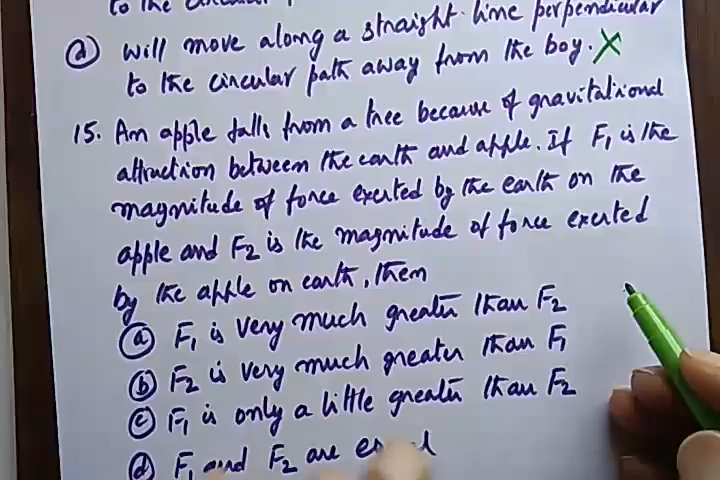 to the circular
(d) Will move along a straight line perpendicular
to the circular path away from the boy. X
15. An apple falls from a tree because of gravitational
attraction between the earth and apple. If F₁ is the
magnitude of force exerted by the earth on the
apple and F₂ is the magnitude of force exerted
by the apple on earth, then
(a) F₁ is very much greater than F₂
(b) F₂ is very much greater than F₁
(c) F₁ is only a little greater than F₂
(d) F₁ and F₂ are equal